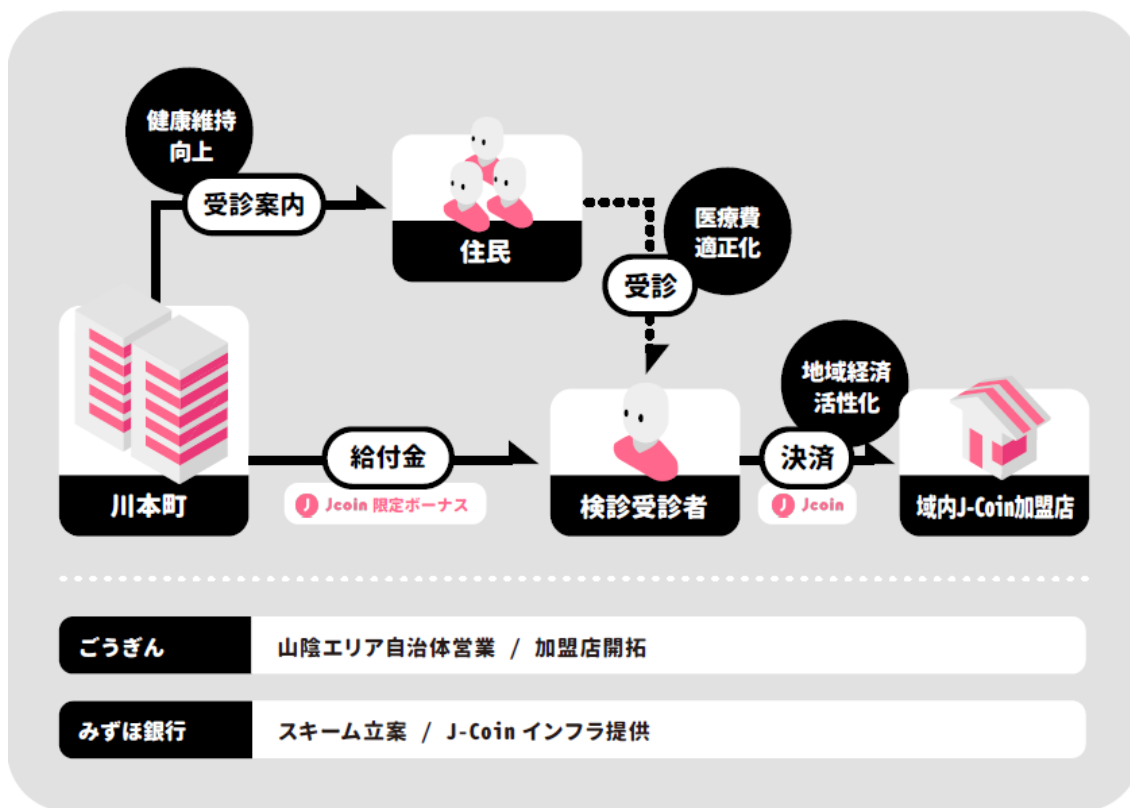 健康維持
向上
受診案内
住民
医療費
適正化
受診
地域経済
活性化
川本町
給付金
J Jcoin 限定ボーナス
検診受診者
決済
J Jcoin
域内J-Coin加盟店
ごうぎん
山陰エリア自治体営業 / 加盟店開拓
みずほ銀行
スキーム立案 / J-Coin インフラ提供